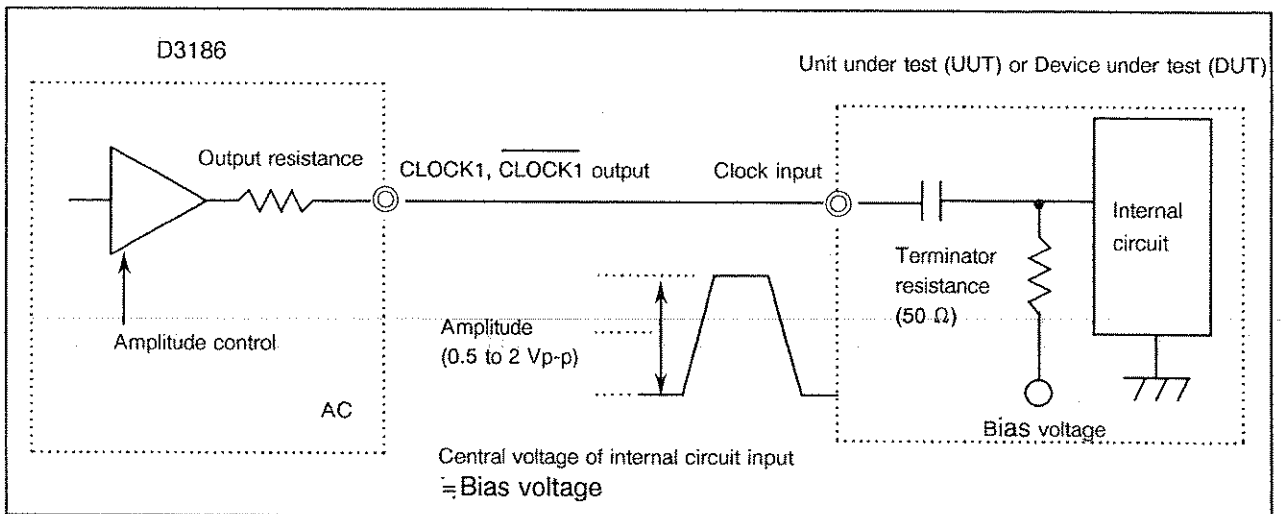 D3186
Unit under test (UUT) or Device under test (DUT)
Output resistance
CLOCK1, C̅L̅O̅C̅K̅1̅ output
Clock input
Internal
circuit
Terminator
resistance
(50 Ω)
Amplitude
(0.5 to 2 Vp-p)
Amplitude control
AC
Bias voltage
Central voltage of internal circuit input
≒Bias voltage